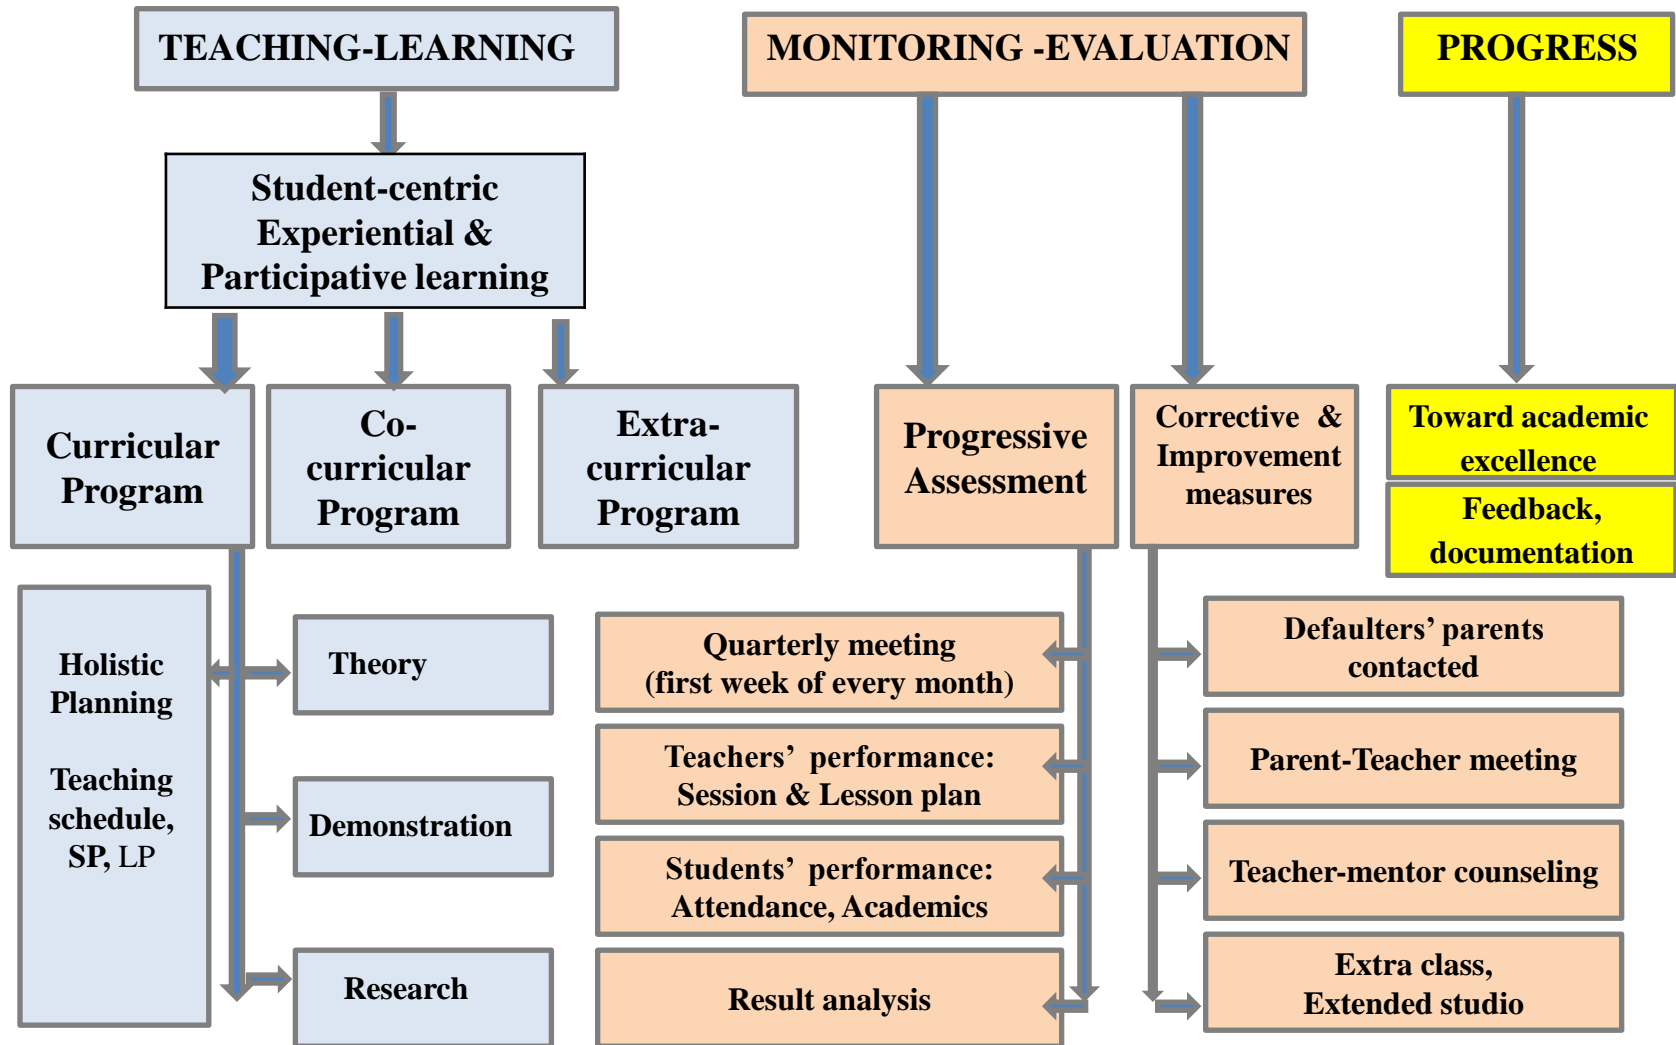 TEACHING-LEARNING
MONITORING -EVALUATION
PROGRESS
Student-centric
Experiential &
Participative learning
Curricular
Program
Co-
curricular
Program
Extra-
curricular
Program
Progressive
Assessment
Corrective &
Improvement
measures
Toward academic
excellence
Feedback,
documentation
Holistic
Planning
Teaching
schedule,
SP, LP
Theory
Demonstration
Research
Quarterly meeting
(first week of every month)
Teachers’ performance:
Session & Lesson plan
Students’ performance:
Attendance, Academics
Result analysis
Defaulters’ parents
contacted
Parent-Teacher meeting
Teacher-mentor counseling
Extra class,
Extended studio